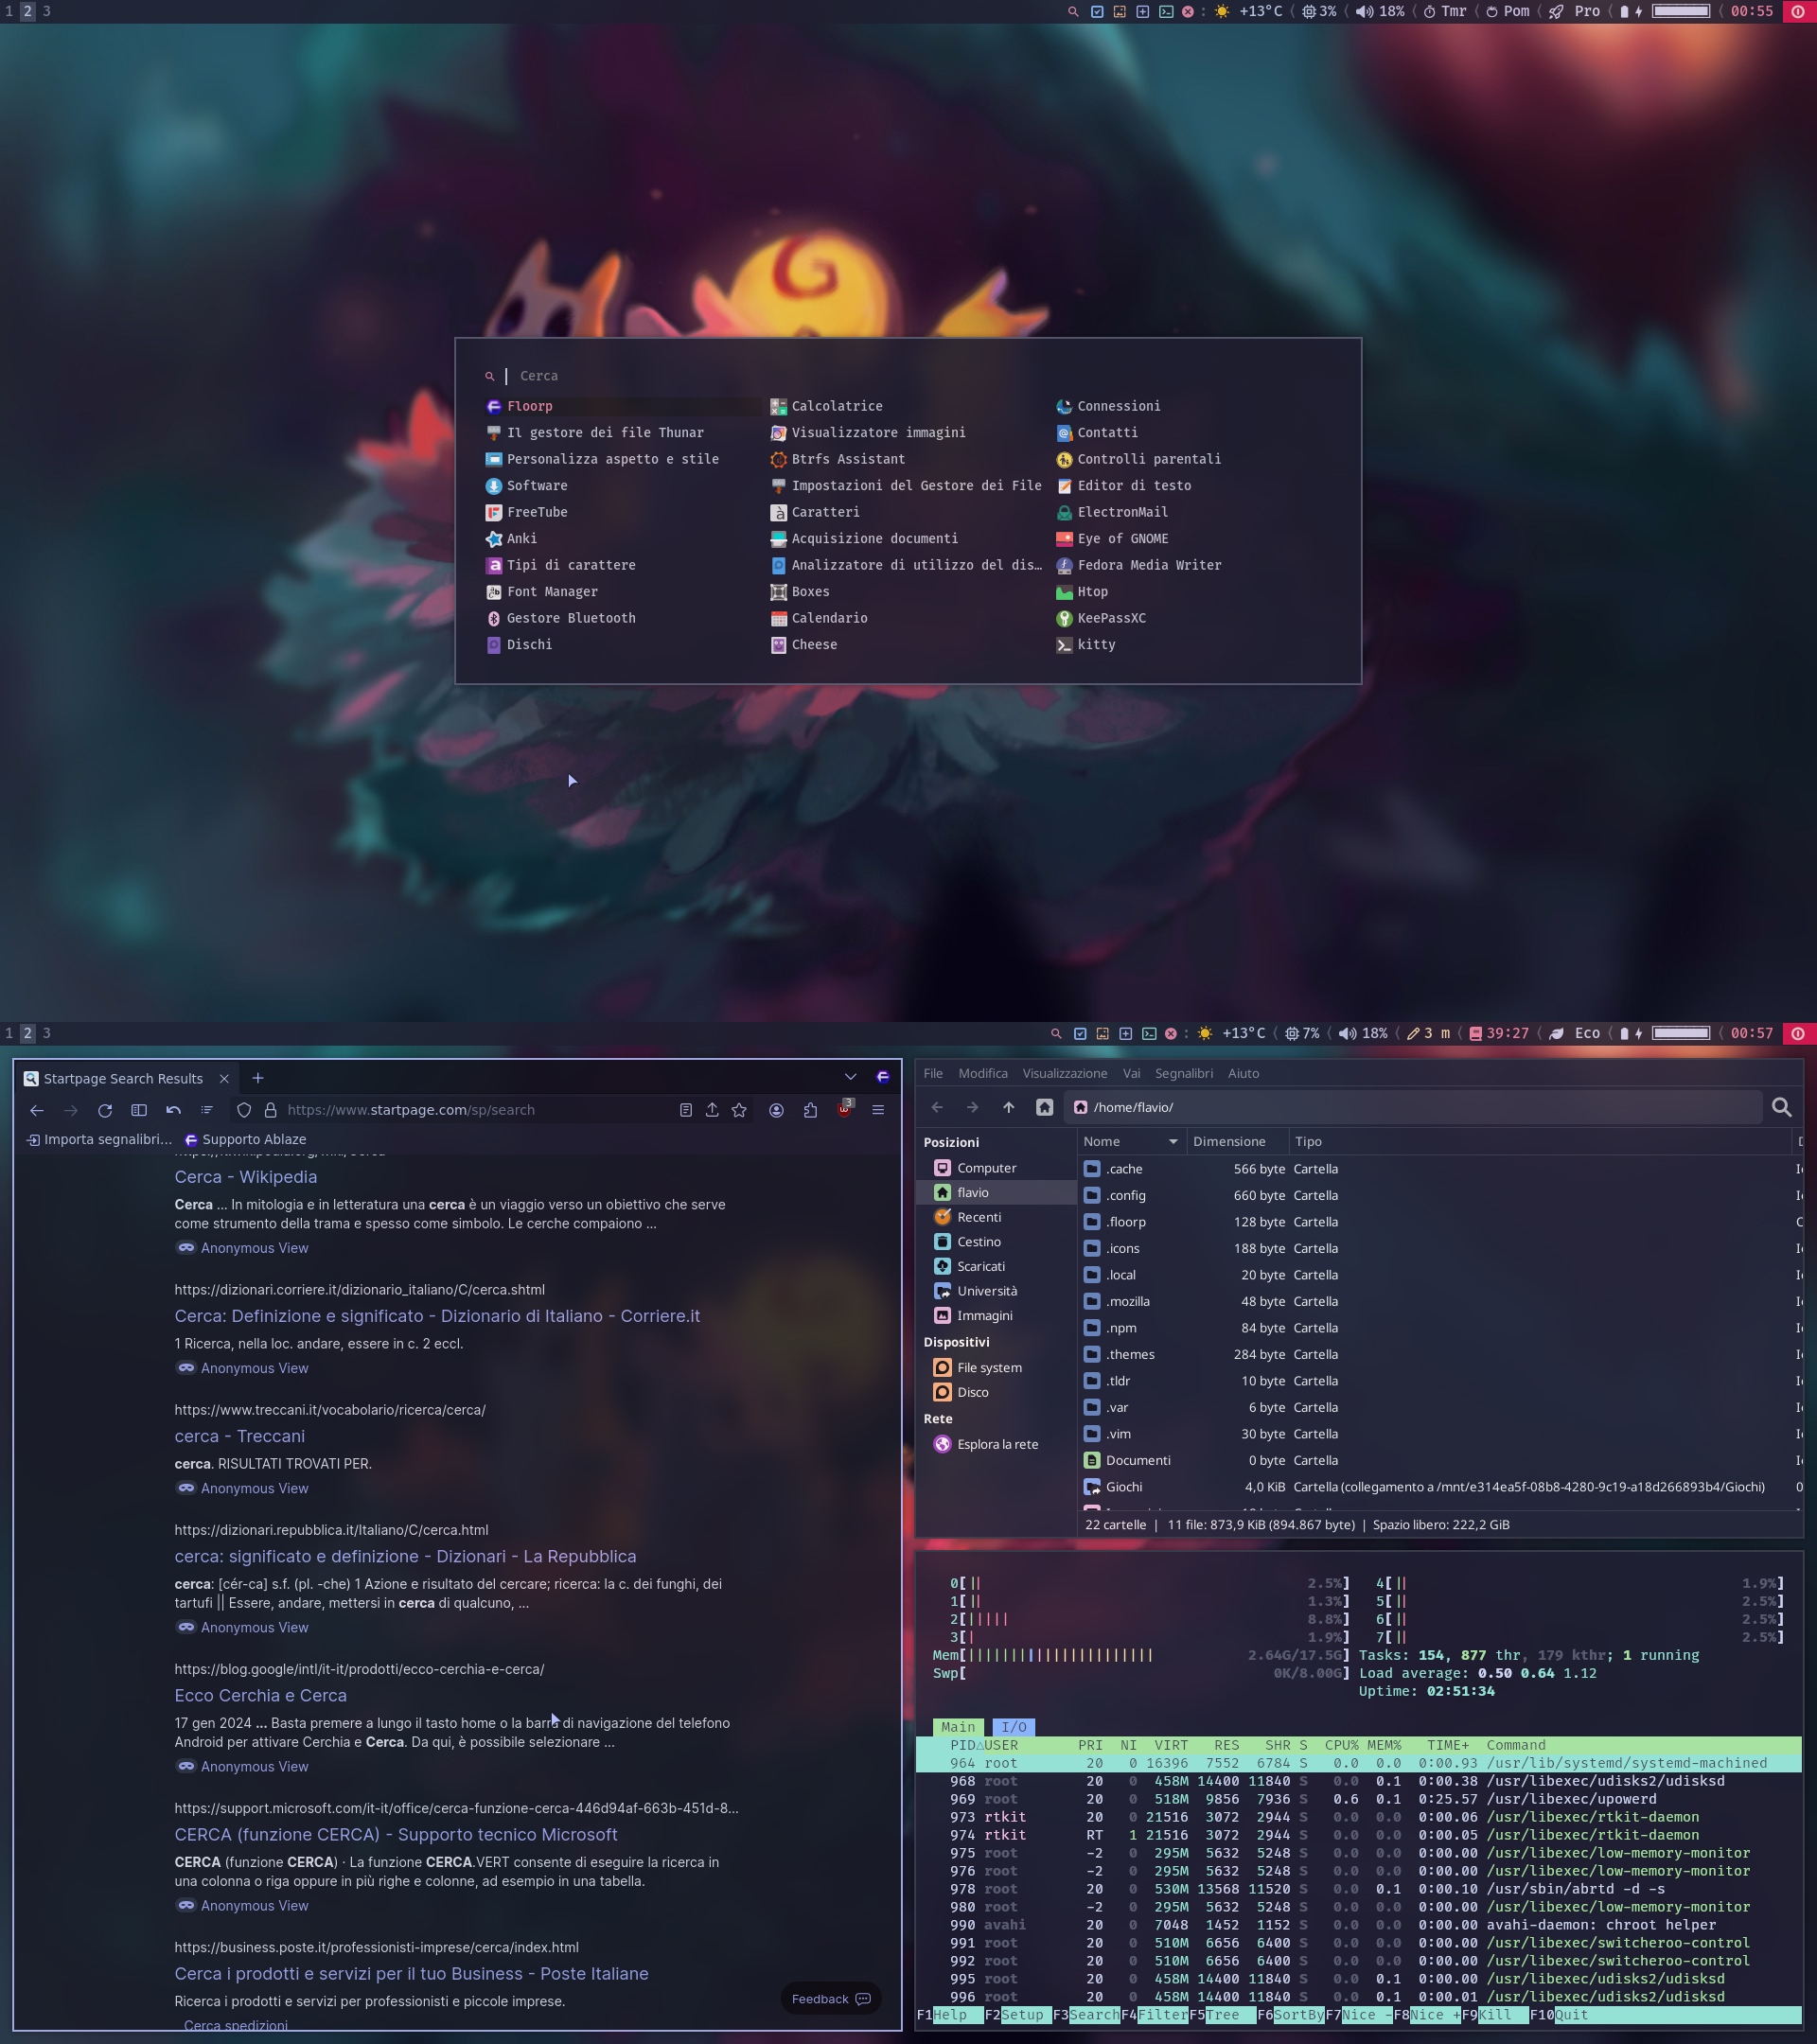 1 2 3
+13°C 3% 18% Tmr Pom Pro 00:55
Cerca
Floorp
Il gestore dei file Thunar
Personalizza aspetto e stile
Software
FreeTube
Anki
Tipi di carattere
Font Manager
Gestore Bluetooth
Dischi
Calcolatrice
Visualizzatore immagini
Btrfs Assistant
Impostazioni del Gestore dei File
Caratteri
Acquisizione documenti
Analizzatore di utilizzo del dis…
Boxes
Calendario
Cheese
Connessioni
Contatti
Controlli parentali
Editor di testo
ElectronMail
Eye of GNOME
Fedora Media Writer
Htop
KeePassXC
kitty
1 2 3
+13°C 7% 18% 3 m 39:27 Eco 00:57
Startpage Search Results
https://www.startpage.com/sp/search
3
Importa segnalibri… Supporto Ablaze
Cerca - Wikipedia
Cerca ... In mitologia e in letteratura una cerca è un viaggio verso un obiettivo che serve
come strumento della trama e spesso come simbolo. Le cerche compaiono ...
Anonymous View
https://dizionari.corriere.it/dizionario_italiano/C/cerca.shtml
Cerca: Definizione e significato - Dizionario di Italiano - Corriere.it
1 Ricerca, nella loc. andare, essere in c. 2 eccl.
Anonymous View
https://www.treccani.it/vocabolario/ricerca/cerca/
cerca - Treccani
cerca. RISULTATI TROVATI PER.
Anonymous View
https://dizionari.repubblica.it/Italiano/C/cerca.html
cerca: significato e definizione - Dizionari - La Repubblica
cerca: [cér-ca] s.f. (pl. -che) 1 Azione e risultato del cercare; ricerca: la c. dei funghi, dei
tartufi || Essere, andare, mettersi in cerca di qualcuno, ...
Anonymous View
https://blog.google/intl/it-it/prodotti/ecco-cerchia-e-cerca/
Ecco Cerchia e Cerca
17 gen 2024 ... Basta premere a lungo il tasto home o la barra di navigazione del telefono
Android per attivare Cerchia e Cerca. Da qui, è possibile selezionare ...
Anonymous View
https://support.microsoft.com/it-it/office/cerca-funzione-cerca-446d94af-663b-451d-8...
CERCA (funzione CERCA) - Supporto tecnico Microsoft
CERCA (funzione CERCA) · La funzione CERCA.VERT consente di eseguire la ricerca in
una colonna o riga oppure in più righe e colonne, ad esempio in una tabella.
Anonymous View
https://business.poste.it/professionisti-imprese/cerca/index.html
Cerca i prodotti e servizi per il tuo Business - Poste Italiane
Ricerca i prodotti e servizi per professionisti e piccole imprese.
Cerca spedizioni
Feedback
File Modifica Visualizzazione Vai Segnalibri Aiuto
/home/flavio/
Posizioni
Computer
flavio
Recenti
Cestino
Scaricati
Università
Immagini
Dispositivi
File system
Disco
Rete
Esplora la rete
Nome Dimensione Tipo
.cache 566 byte Cartella
.config 660 byte Cartella
.floorp 128 byte Cartella
.icons 188 byte Cartella
.local 20 byte Cartella
.mozilla 48 byte Cartella
.npm 84 byte Cartella
.themes 284 byte Cartella
.tldr 10 byte Cartella
.var 6 byte Cartella
.vim 30 byte Cartella
Documenti 0 byte Cartella
Giochi 4,0 KiB Cartella (collegamento a /mnt/e314ea5f-08b8-4280-9c19-a18d266893b4/Giochi)
22 cartelle | 11 file: 873,9 KiB (894.867 byte) | Spazio libero: 222,2 GiB
0[|| 2.5%] 4[|| 1.9%]
1[|| 1.3%] 5[|| 2.5%]
2[||||| 8.8%] 6[|| 2.5%]
3[| 1.9%] 7[|| 2.5%]
Mem[|||||||||||||||||||||| 2.64G/17.5G] Tasks: 154, 877 thr, 179 kthr; 1 running
Swp[ 0K/8.00G] Load average: 0.50 0.64 1.12
Uptime: 02:51:34
Main I/O
PID△USER PRI NI VIRT RES SHR S CPU% MEM% TIME+ Command
964 root 20 0 16396 7552 6784 S 0.0 0.0 0:00.93 /usr/lib/systemd/systemd-machined
968 root 20 0 458M 14400 11840 S 0.0 0.1 0:00.38 /usr/libexec/udisks2/udisksd
969 root 20 0 518M 9856 7936 S 0.6 0.1 0:25.57 /usr/libexec/upowerd
973 rtkit 20 0 21516 3072 2944 S 0.0 0.0 0:00.06 /usr/libexec/rtkit-daemon
974 rtkit RT 1 21516 3072 2944 S 0.0 0.0 0:00.05 /usr/libexec/rtkit-daemon
975 root -2 0 295M 5632 5248 S 0.0 0.0 0:00.00 /usr/libexec/low-memory-monitor
976 root -2 0 295M 5632 5248 S 0.0 0.0 0:00.00 /usr/libexec/low-memory-monitor
978 root 20 0 530M 13568 11520 S 0.0 0.1 0:00.10 /usr/sbin/abrtd -d -s
980 root -2 0 295M 5632 5248 S 0.0 0.0 0:00.00 /usr/libexec/low-memory-monitor
990 avahi 20 0 7048 1452 1152 S 0.0 0.0 0:00.00 avahi-daemon: chroot helper
991 root 20 0 510M 6656 6400 S 0.0 0.0 0:00.00 /usr/libexec/switcheroo-control
992 root 20 0 510M 6656 6400 S 0.0 0.0 0:00.00 /usr/libexec/switcheroo-control
995 root 20 0 458M 14400 11840 S 0.0 0.1 0:00.00 /usr/libexec/udisks2/udisksd
996 root 20 0 458M 14400 11840 S 0.0 0.1 0:00.01 /usr/libexec/udisks2/udisksd
F1Help F2Setup F3SearchF4FilterF5Tree F6SortByF7Nice -F8Nice +F9Kill F10Quit